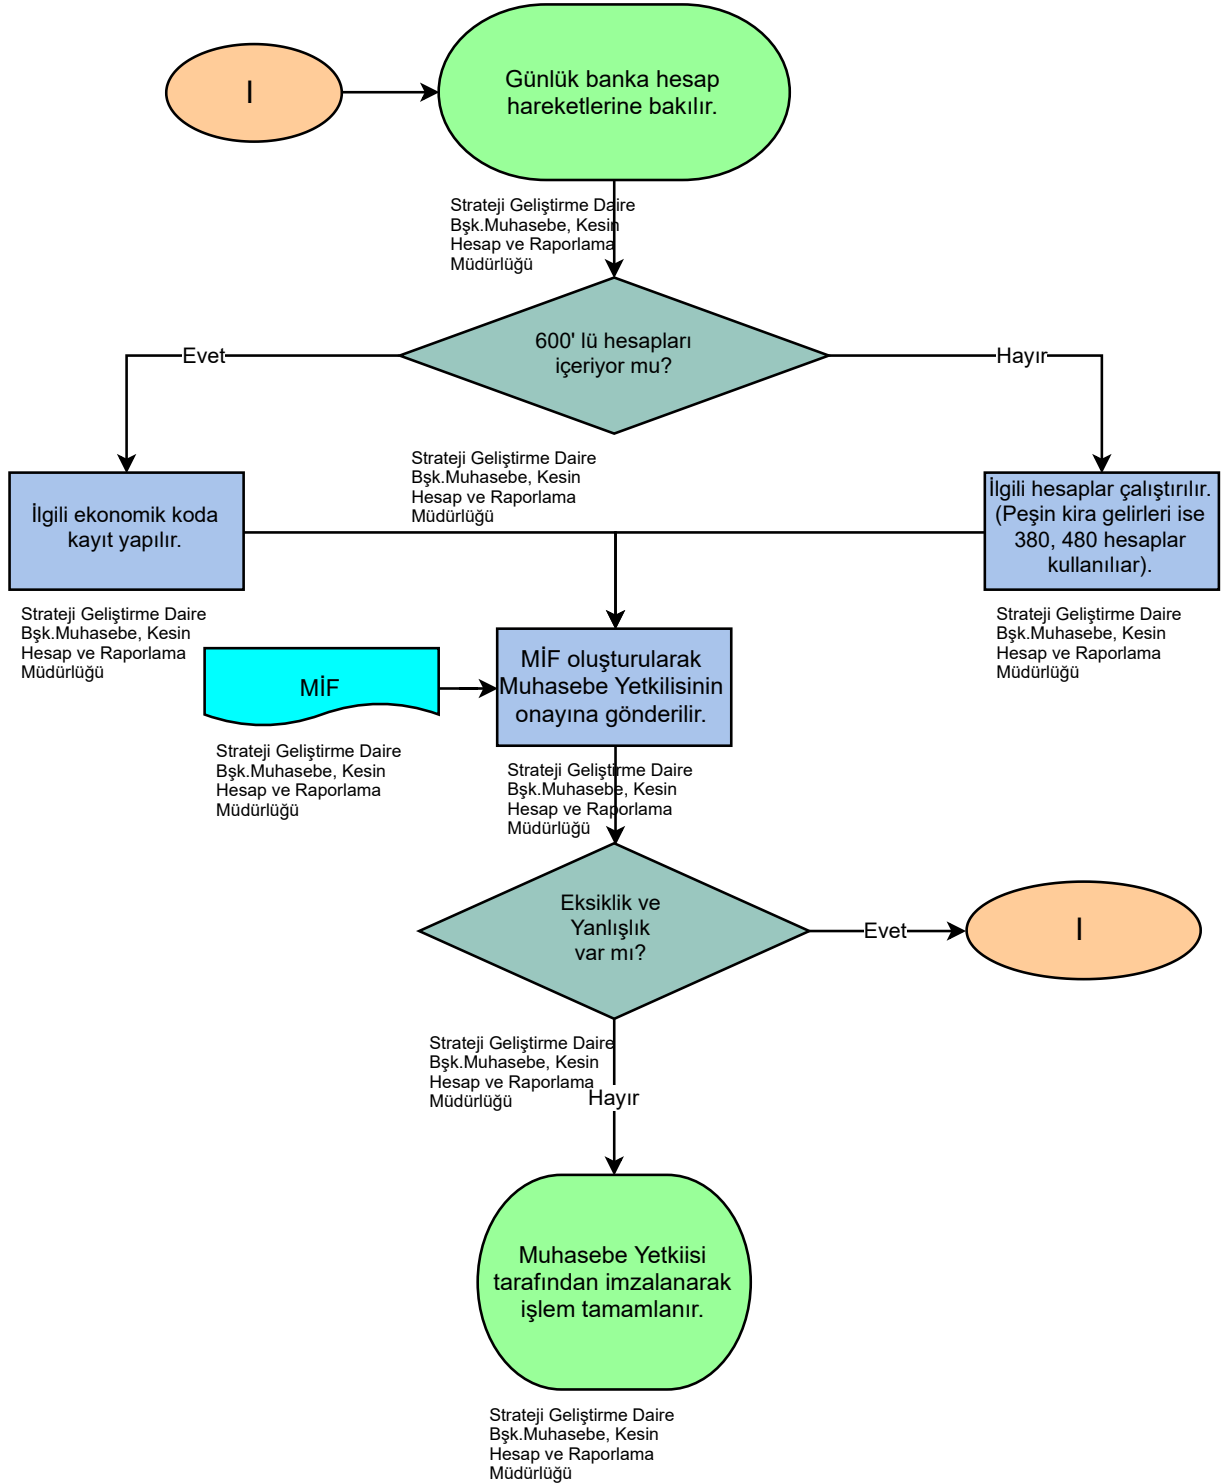 I
Günlük banka hesap
hareketlerine bakılır.
Strateji Geliştirme Daire
Bşk.Muhasebe, Kesin
Hesap ve Raporlama
Müdürlüğü
600' lü hesapları
içeriyor mu?
Evet
Hayır
Strateji Geliştirme Daire
Bşk.Muhasebe, Kesin
Hesap ve Raporlama
Müdürlüğü
İlgili ekonomik koda
kayıt yapılır.
İlgili hesaplar çalıştırılır.
(Peşin kira gelirleri ise
380, 480 hesaplar
kullanılıar).
Strateji Geliştirme Daire
Bşk.Muhasebe, Kesin
Hesap ve Raporlama
Müdürlüğü
Strateji Geliştirme Daire
Bşk.Muhasebe, Kesin
Hesap ve Raporlama
Müdürlüğü
MİF
MİF oluşturularak
Muhasebe Yetkilisinin
onayına gönderilir.
Strateji Geliştirme Daire
Bşk.Muhasebe, Kesin
Hesap ve Raporlama
Müdürlüğü
Strateji Geliştirme Daire
Bşk.Muhasebe, Kesin
Hesap ve Raporlama
Müdürlüğü
Eksiklik ve
Yanlışlık
var mı?
Evet
I
Strateji Geliştirme Daire
Bşk.Muhasebe, Kesin
Hesap ve Raporlama
Müdürlüğü
Hayır
Muhasebe Yetkiisi
tarafından imzalanarak
işlem tamamlanır.
Strateji Geliştirme Daire
Bşk.Muhasebe, Kesin
Hesap ve Raporlama
Müdürlüğü